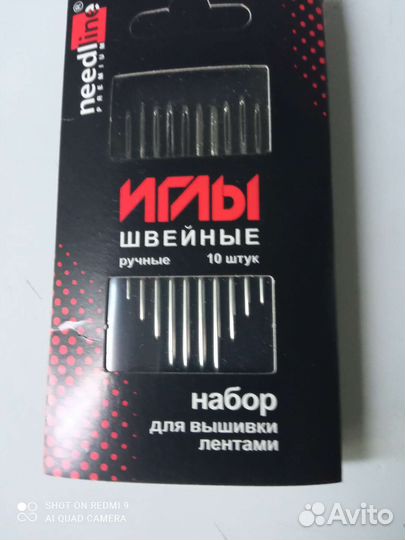 needline®
PREMIUM
ИГЛЫ
ШВЕЙНЫЕ
ручные 10 штук
набор
для вышивки
лентами
SHOT ON REDMI 9
AI QUAD CAMERA
Avito